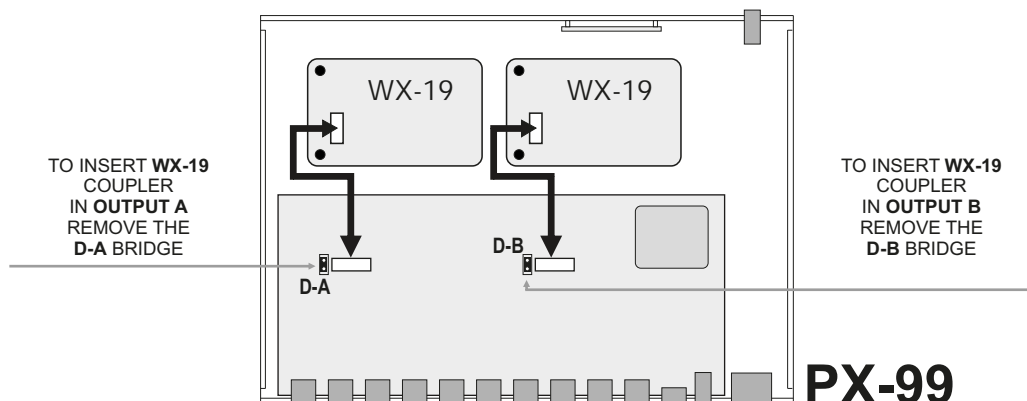 WX-19
WX-19
TO INSERT WX-19
COUPLER
IN OUTPUT A
REMOVE THE
D-A BRIDGE
TO INSERT WX-19
COUPLER
IN OUTPUT B
REMOVE THE
D-B BRIDGE
D-B
D-A
PX-99